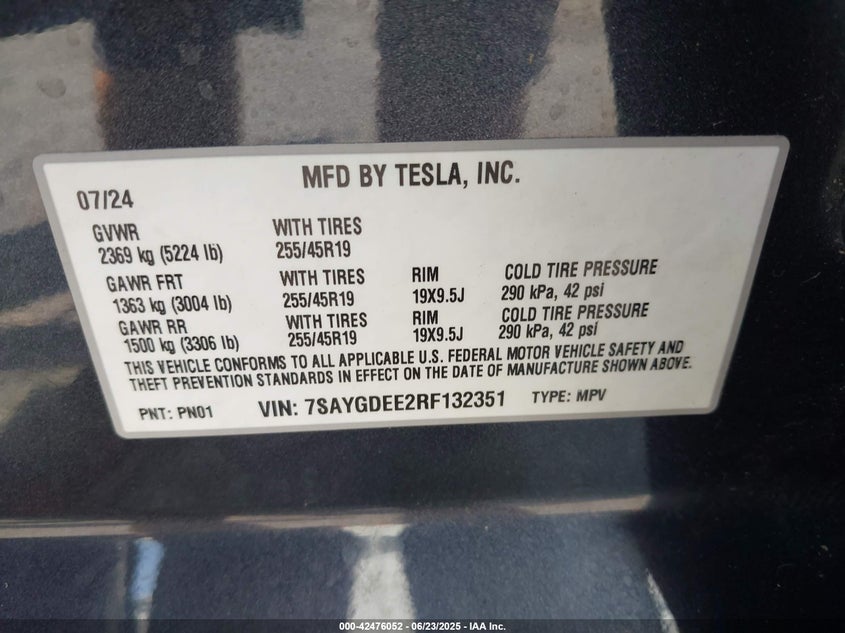 MFD BY TESLA, INC.
07/24
GVWR WITH TIRES
2369 kg (5224 lb) 255/45R19
GAWR FRT WITH TIRES RIM COLD TIRE PRESSURE
1363 kg (3004 lb) 255/45R19 19X9.5J 290 kPa, 42 psi
GAWR RR WITH TIRES RIM COLD TIRE PRESSURE
1500 kg (3306 lb) 255/45R19 19X9.5J 290 kPa, 42 psi
THIS VEHICLE CONFORMS TO ALL APPLICABLE U.S. FEDERAL MOTOR VEHICLE SAFETY AND
THEFT PREVENTION STANDARDS IN EFFECT ON THE DATE OF MANUFACTURE SHOWN ABOVE.
PNT: PN01 VIN: 7SAYGDEE2RF132351 TYPE: MPV
000-42476052 - 06/23/2025 - IAA Inc.